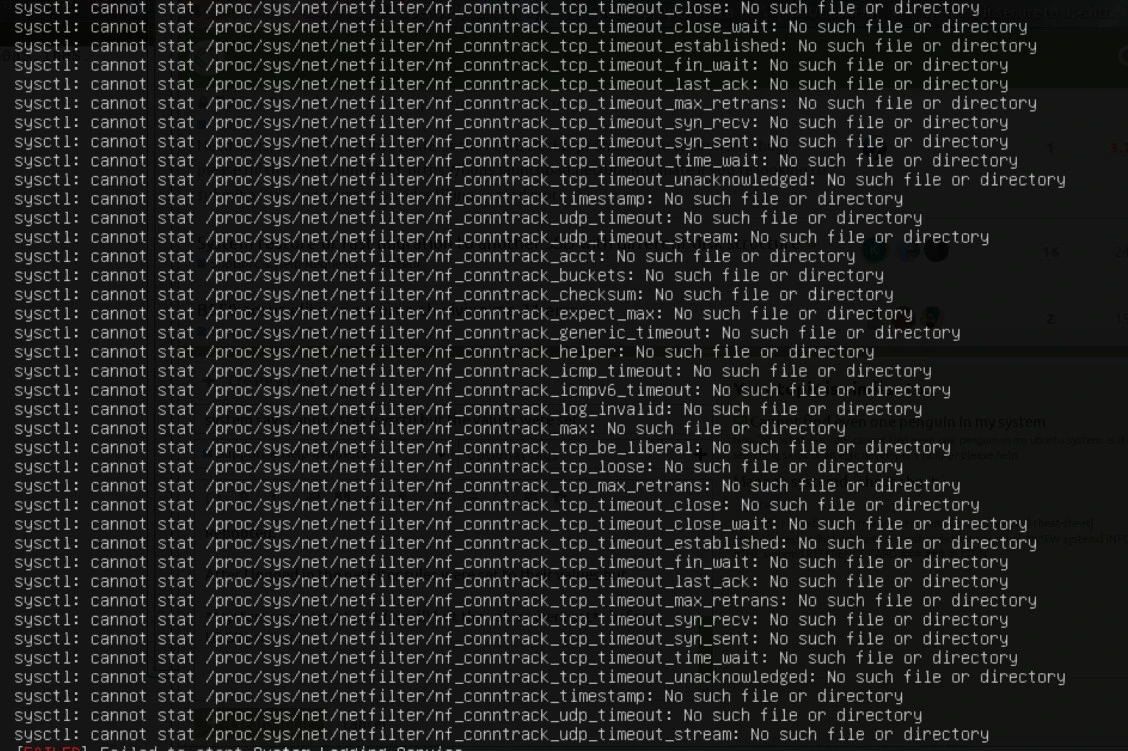 sysctl: cannot stat /proc/sys/net/netfilter/nf_conntrack_tcp_timeout_close: No such file or directory
sysctl: cannot stat /proc/sys/net/netfilter/nf_conntrack_tcp_timeout_close_wait: No such file or directory
sysctl: cannot stat /proc/sys/net/netfilter/nf_conntrack_tcp_timeout_established: No such file or directory
sysctl: cannot stat /proc/sys/net/netfilter/nf_conntrack_tcp_timeout_fin_wait: No such file or directory
sysctl: cannot stat /proc/sys/net/netfilter/nf_conntrack_tcp_timeout_last_ack: No such file or directory
sysctl: cannot stat /proc/sys/net/netfilter/nf_conntrack_tcp_timeout_max_retrans: No such file or directory
sysctl: cannot stat /proc/sys/net/netfilter/nf_conntrack_tcp_timeout_syn_recv: No such file or directory
sysctl: cannot stat /proc/sys/net/netfilter/nf_conntrack_tcp_timeout_syn_sent: No such file or directory
sysctl: cannot stat /proc/sys/net/netfilter/nf_conntrack_tcp_timeout_time_wait: No such file or directory
sysctl: cannot stat /proc/sys/net/netfilter/nf_conntrack_tcp_timeout_unacknowledged: No such file or directory
sysctl: cannot stat /proc/sys/net/netfilter/nf_conntrack_timestamp: No such file or directory
sysctl: cannot stat /proc/sys/net/netfilter/nf_conntrack_udp_timeout: No such file or directory
sysctl: cannot stat /proc/sys/net/netfilter/nf_conntrack_udp_timeout_stream: No such file or directory
sysctl: cannot stat /proc/sys/net/netfilter/nf_conntrack_acct: No such file or directory
sysctl: cannot stat /proc/sys/net/netfilter/nf_conntrack_buckets: No such file or directory
sysctl: cannot stat /proc/sys/net/netfilter/nf_conntrack_checksum: No such file or directory
sysctl: cannot stat /proc/sys/net/netfilter/nf_conntrack_expect_max: No such file or directory
sysctl: cannot stat /proc/sys/net/netfilter/nf_conntrack_generic_timeout: No such file or directory
sysctl: cannot stat /proc/sys/net/netfilter/nf_conntrack_helper: No such file or directory
sysctl: cannot stat /proc/sys/net/netfilter/nf_conntrack_icmp_timeout: No such file or directory
sysctl: cannot stat /proc/sys/net/netfilter/nf_conntrack_icmpv6_timeout: No such file or directory
sysctl: cannot stat /proc/sys/net/netfilter/nf_conntrack_log_invalid: No such file or directory
sysctl: cannot stat /proc/sys/net/netfilter/nf_conntrack_max: No such file or directory
sysctl: cannot stat /proc/sys/net/netfilter/nf_conntrack_tcp_be_liberal: No such file or directory
sysctl: cannot stat /proc/sys/net/netfilter/nf_conntrack_tcp_loose: No such file or directory
sysctl: cannot stat /proc/sys/net/netfilter/nf_conntrack_tcp_max_retrans: No such file or directory
sysctl: cannot stat /proc/sys/net/netfilter/nf_conntrack_tcp_timeout_close: No such file or directory
sysctl: cannot stat /proc/sys/net/netfilter/nf_conntrack_tcp_timeout_close_wait: No such file or directory
sysctl: cannot stat /proc/sys/net/netfilter/nf_conntrack_tcp_timeout_established: No such file or directory
sysctl: cannot stat /proc/sys/net/netfilter/nf_conntrack_tcp_timeout_fin_wait: No such file or directory
sysctl: cannot stat /proc/sys/net/netfilter/nf_conntrack_tcp_timeout_last_ack: No such file or directory
sysctl: cannot stat /proc/sys/net/netfilter/nf_conntrack_tcp_timeout_max_retrans: No such file or directory
sysctl: cannot stat /proc/sys/net/netfilter/nf_conntrack_tcp_timeout_syn_recv: No such file or directory
sysctl: cannot stat /proc/sys/net/netfilter/nf_conntrack_tcp_timeout_syn_sent: No such file or directory
sysctl: cannot stat /proc/sys/net/netfilter/nf_conntrack_tcp_timeout_time_wait: No such file or directory
sysctl: cannot stat /proc/sys/net/netfilter/nf_conntrack_tcp_timeout_unacknowledged: No such file or directory
sysctl: cannot stat /proc/sys/net/netfilter/nf_conntrack_timestamp: No such file or directory
sysctl: cannot stat /proc/sys/net/netfilter/nf_conntrack_udp_timeout: No such file or directory
sysctl: cannot stat /proc/sys/net/netfilter/nf_conntrack_udp_timeout_stream: No such file or directory
[FAILED] Failed to start System Logging Service